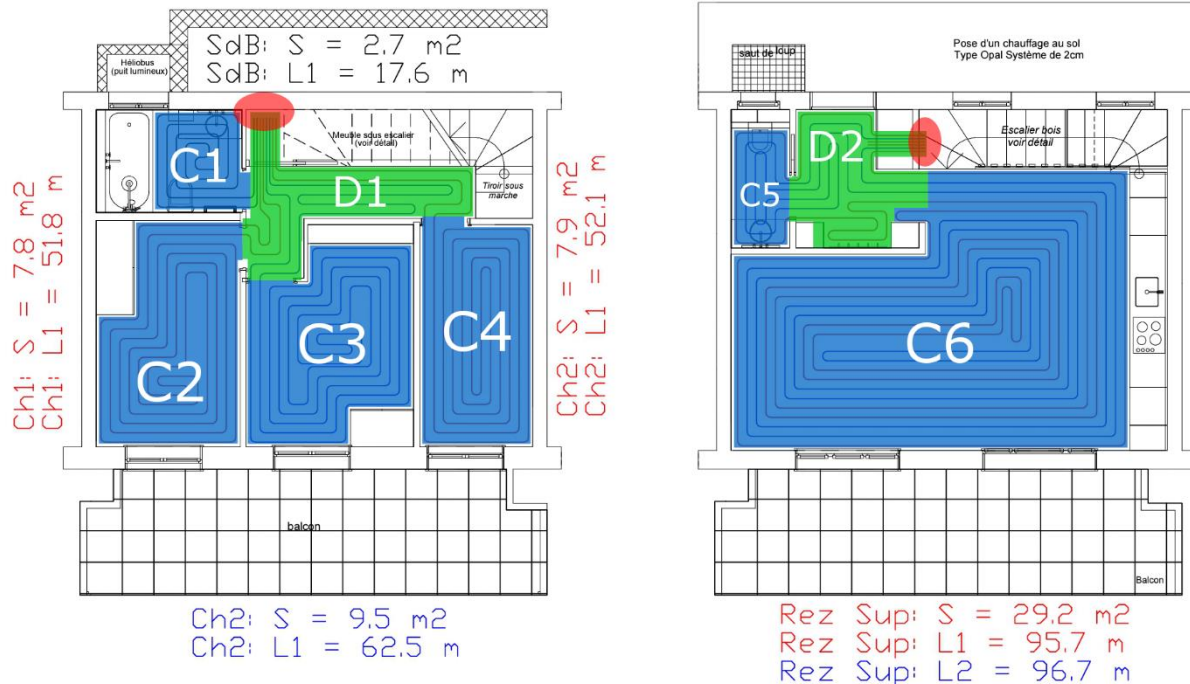 SdB: S = 2.7 m2
SdB: L1 = 17.6 m
Héliobus
(puit lumineux)
Meuble sous escalier
(voir détail)
Tiroir sous
marche
C1
D1
C2
C3
C4
Ch1: S = 7.8 m2
Ch1: L1 = 51.8 m
Ch2: S = 7.9 m2
Ch2: L1 = 52.1 m
balcon
Ch2: S = 9.5 m2
Ch2: L1 = 62.5 m
saut de loup
Pose d'un chauffage au sol
Type Opal Système de 2cm
Escalier bois
voir détail
D2
C5
C6
Balcon
Rez Sup: S = 29.2 m2
Rez Sup: L1 = 95.7 m
Rez Sup: L2 = 96.7 m